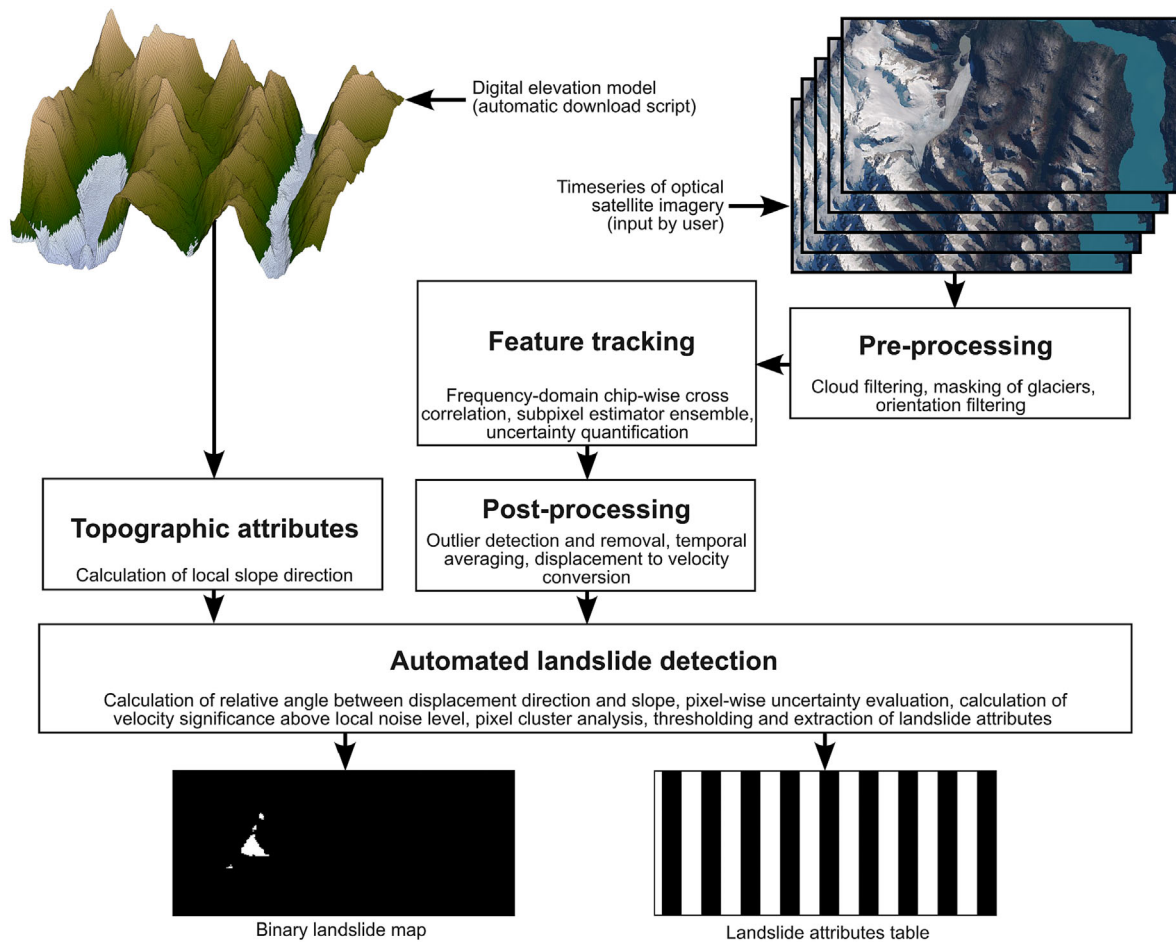 Digital elevation model
(automatic download script)
Timeseries of optical
satellite imagery
(input by user)
Feature tracking
Frequency-domain chip-wise cross
correlation, subpixel estimator ensemble,
uncertainty quantification
Pre-processing
Cloud filtering, masking of glaciers,
orientation filtering
Topographic attributes
Calculation of local slope direction
Post-processing
Outlier detection and removal, temporal
averaging, displacement to velocity
conversion
Automated landslide detection
Calculation of relative angle between displacement direction and slope, pixel-wise uncertainty evaluation, calculation of
velocity significance above local noise level, pixel cluster analysis, thresholding and extraction of landslide attributes
Binary landslide map
Landslide attributes table